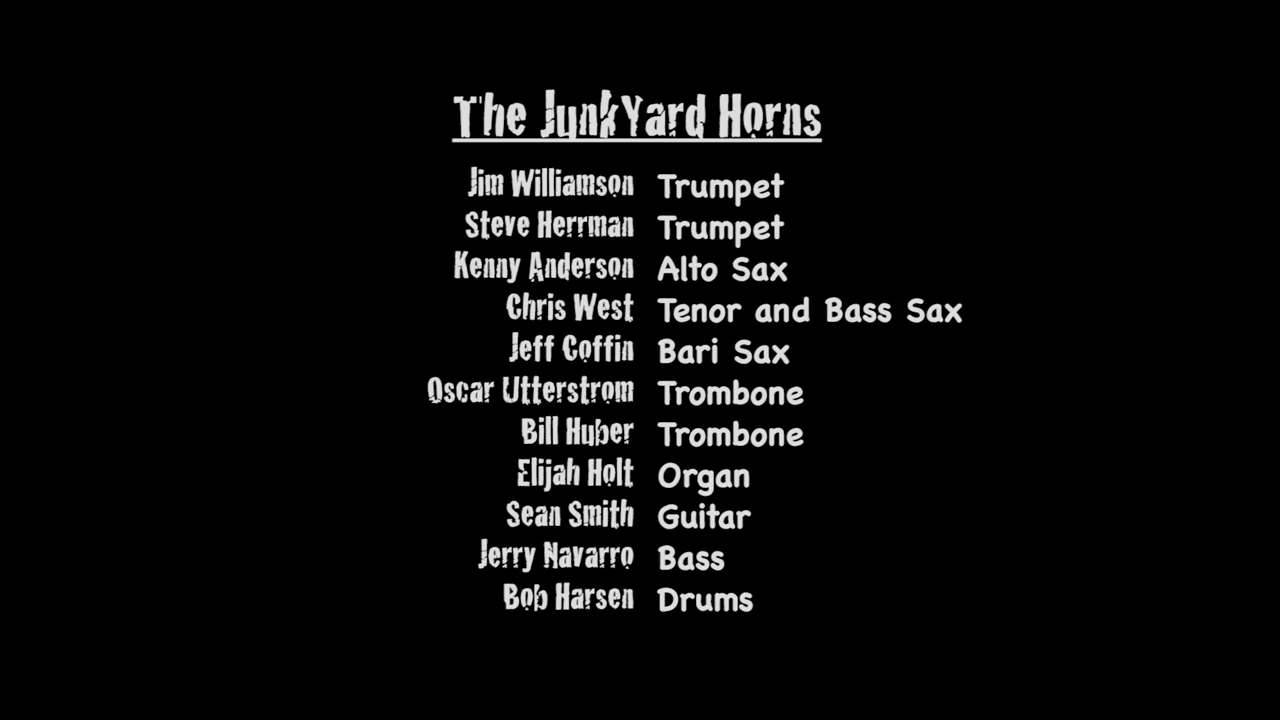 The JunkYard Horns
Jim Williamson Trumpet
Steve Herrman Trumpet
Kenny Anderson Alto Sax
Chris West Tenor and Bass Sax
Jeff Coffin Bari Sax
Oscar Utterstrom Trombone
Bill Huber Trombone
Elijah Holt Organ
Sean Smith Guitar
Jerry Navarro Bass
Bob Harsen Drums